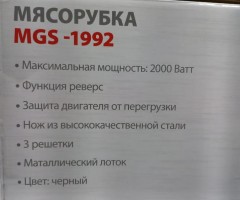 МЯСОРУБКА
MGS -1992
• Максимальная мощность: 2000 Ватт
• Функция реверс
• Защита двигателя от перегрузки
• Нож из высококачественной стали
• 3 решетки
• Маталлический лоток
• Цвет: черный